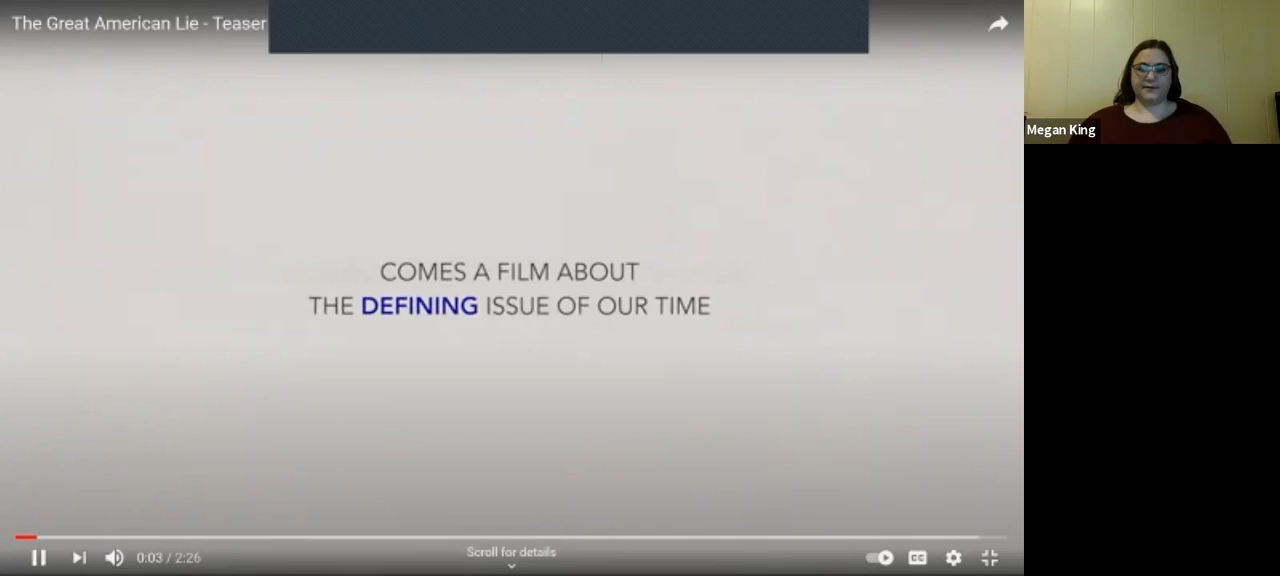 The Great American Lie - Teaser
Megan King
COMES A FILM ABOUT
THE DEFINING ISSUE OF OUR TIME
Scroll for details
0:03 / 2:26
CC